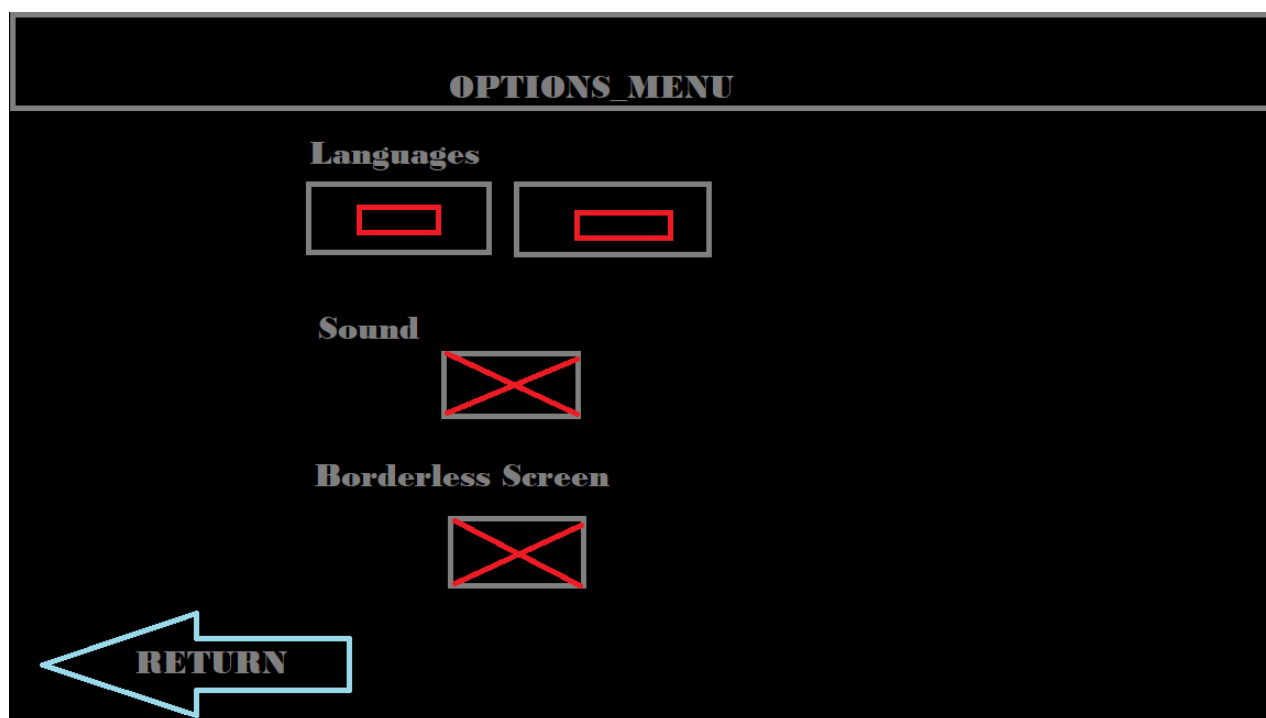 OPTIONS_MENU
Languages
Sound
Borderless Screen
RETURN